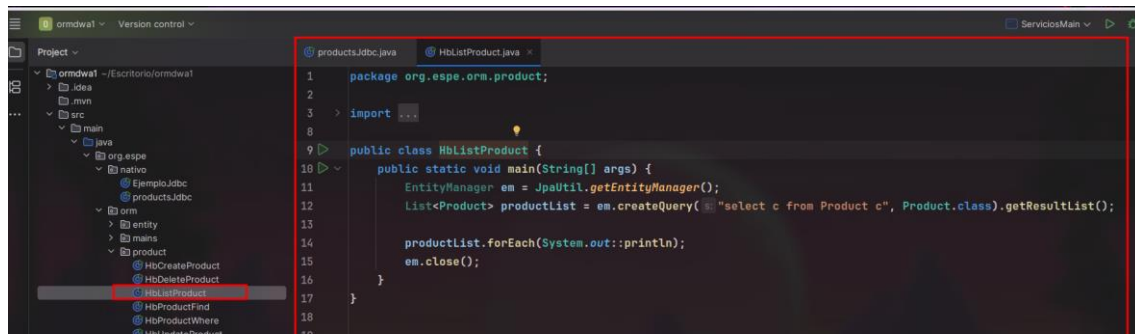 ormdwa1 Version control ServiciosMain
Project
ormdwa1 ~/Escritorio/ormdwa1
.idea
.mvn
src
main
java
org.espe
nativo
EjemploJdbc
productsJdbc
orm
entity
mains
product
HbCreateProduct
HbDeleteProduct
HbListProduct
HbProductFind
HbProductWhere
HbUpdateProduct
productsJdbc.java HbListProduct.java
1 package org.espe.orm.product;
2
3 import ...
8
9 public class HbListProduct {
10 public static void main(String[] args) {
11 EntityManager em = JpaUtil.getEntityManager();
12 List<Product> productList = em.createQuery( s: "select c from Product c", Product.class).getResultList();
13
14 productList.forEach(System.out::println);
15 em.close();
16 }
17 }
18
19